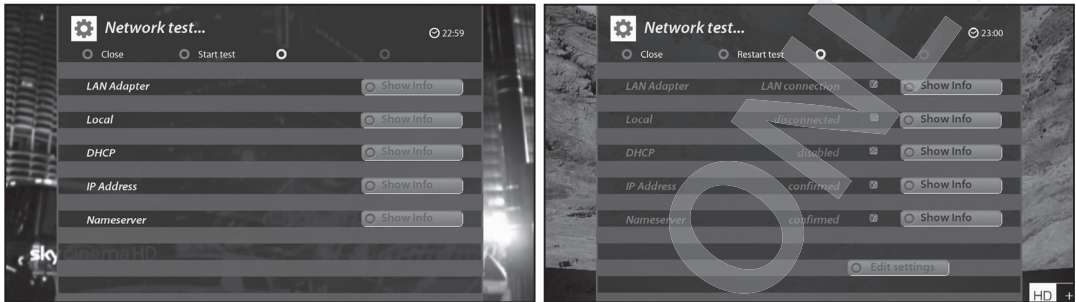 Network test...
22:59
Close
Start test
LAN Adapter
Show Info
Local
Show Info
DHCP
Show Info
IP Address
Show Info
Nameserver
Show Info
sky cinema HD
Network test...
23:00
Close
Restart test
LAN Adapter
LAN connection
Show Info
Local
disconnected
Show Info
DHCP
disabled
Show Info
IP Address
confirmed
Show Info
Nameserver
confirmed
Show Info
Edit settings
HD +
ONL